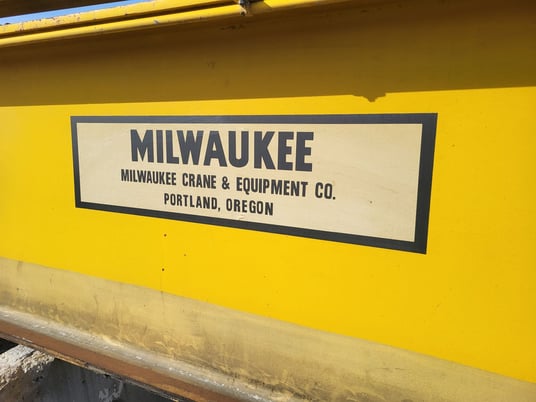 MILWAUKEE
MILWAUKEE CRANE & EQUIPMENT CO.
PORTLAND, OREGON